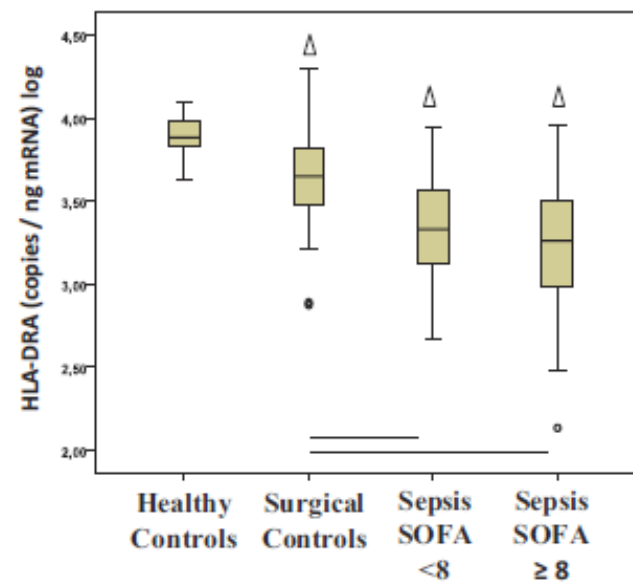 HLA-DRA (copies / ng mRNA) log
4,50
4,00
3,50
3,00
2,50
2,00
Healthy
Controls
Surgical
Controls
Sepsis
SOFA
<8
Sepsis
SOFA
≥ 8